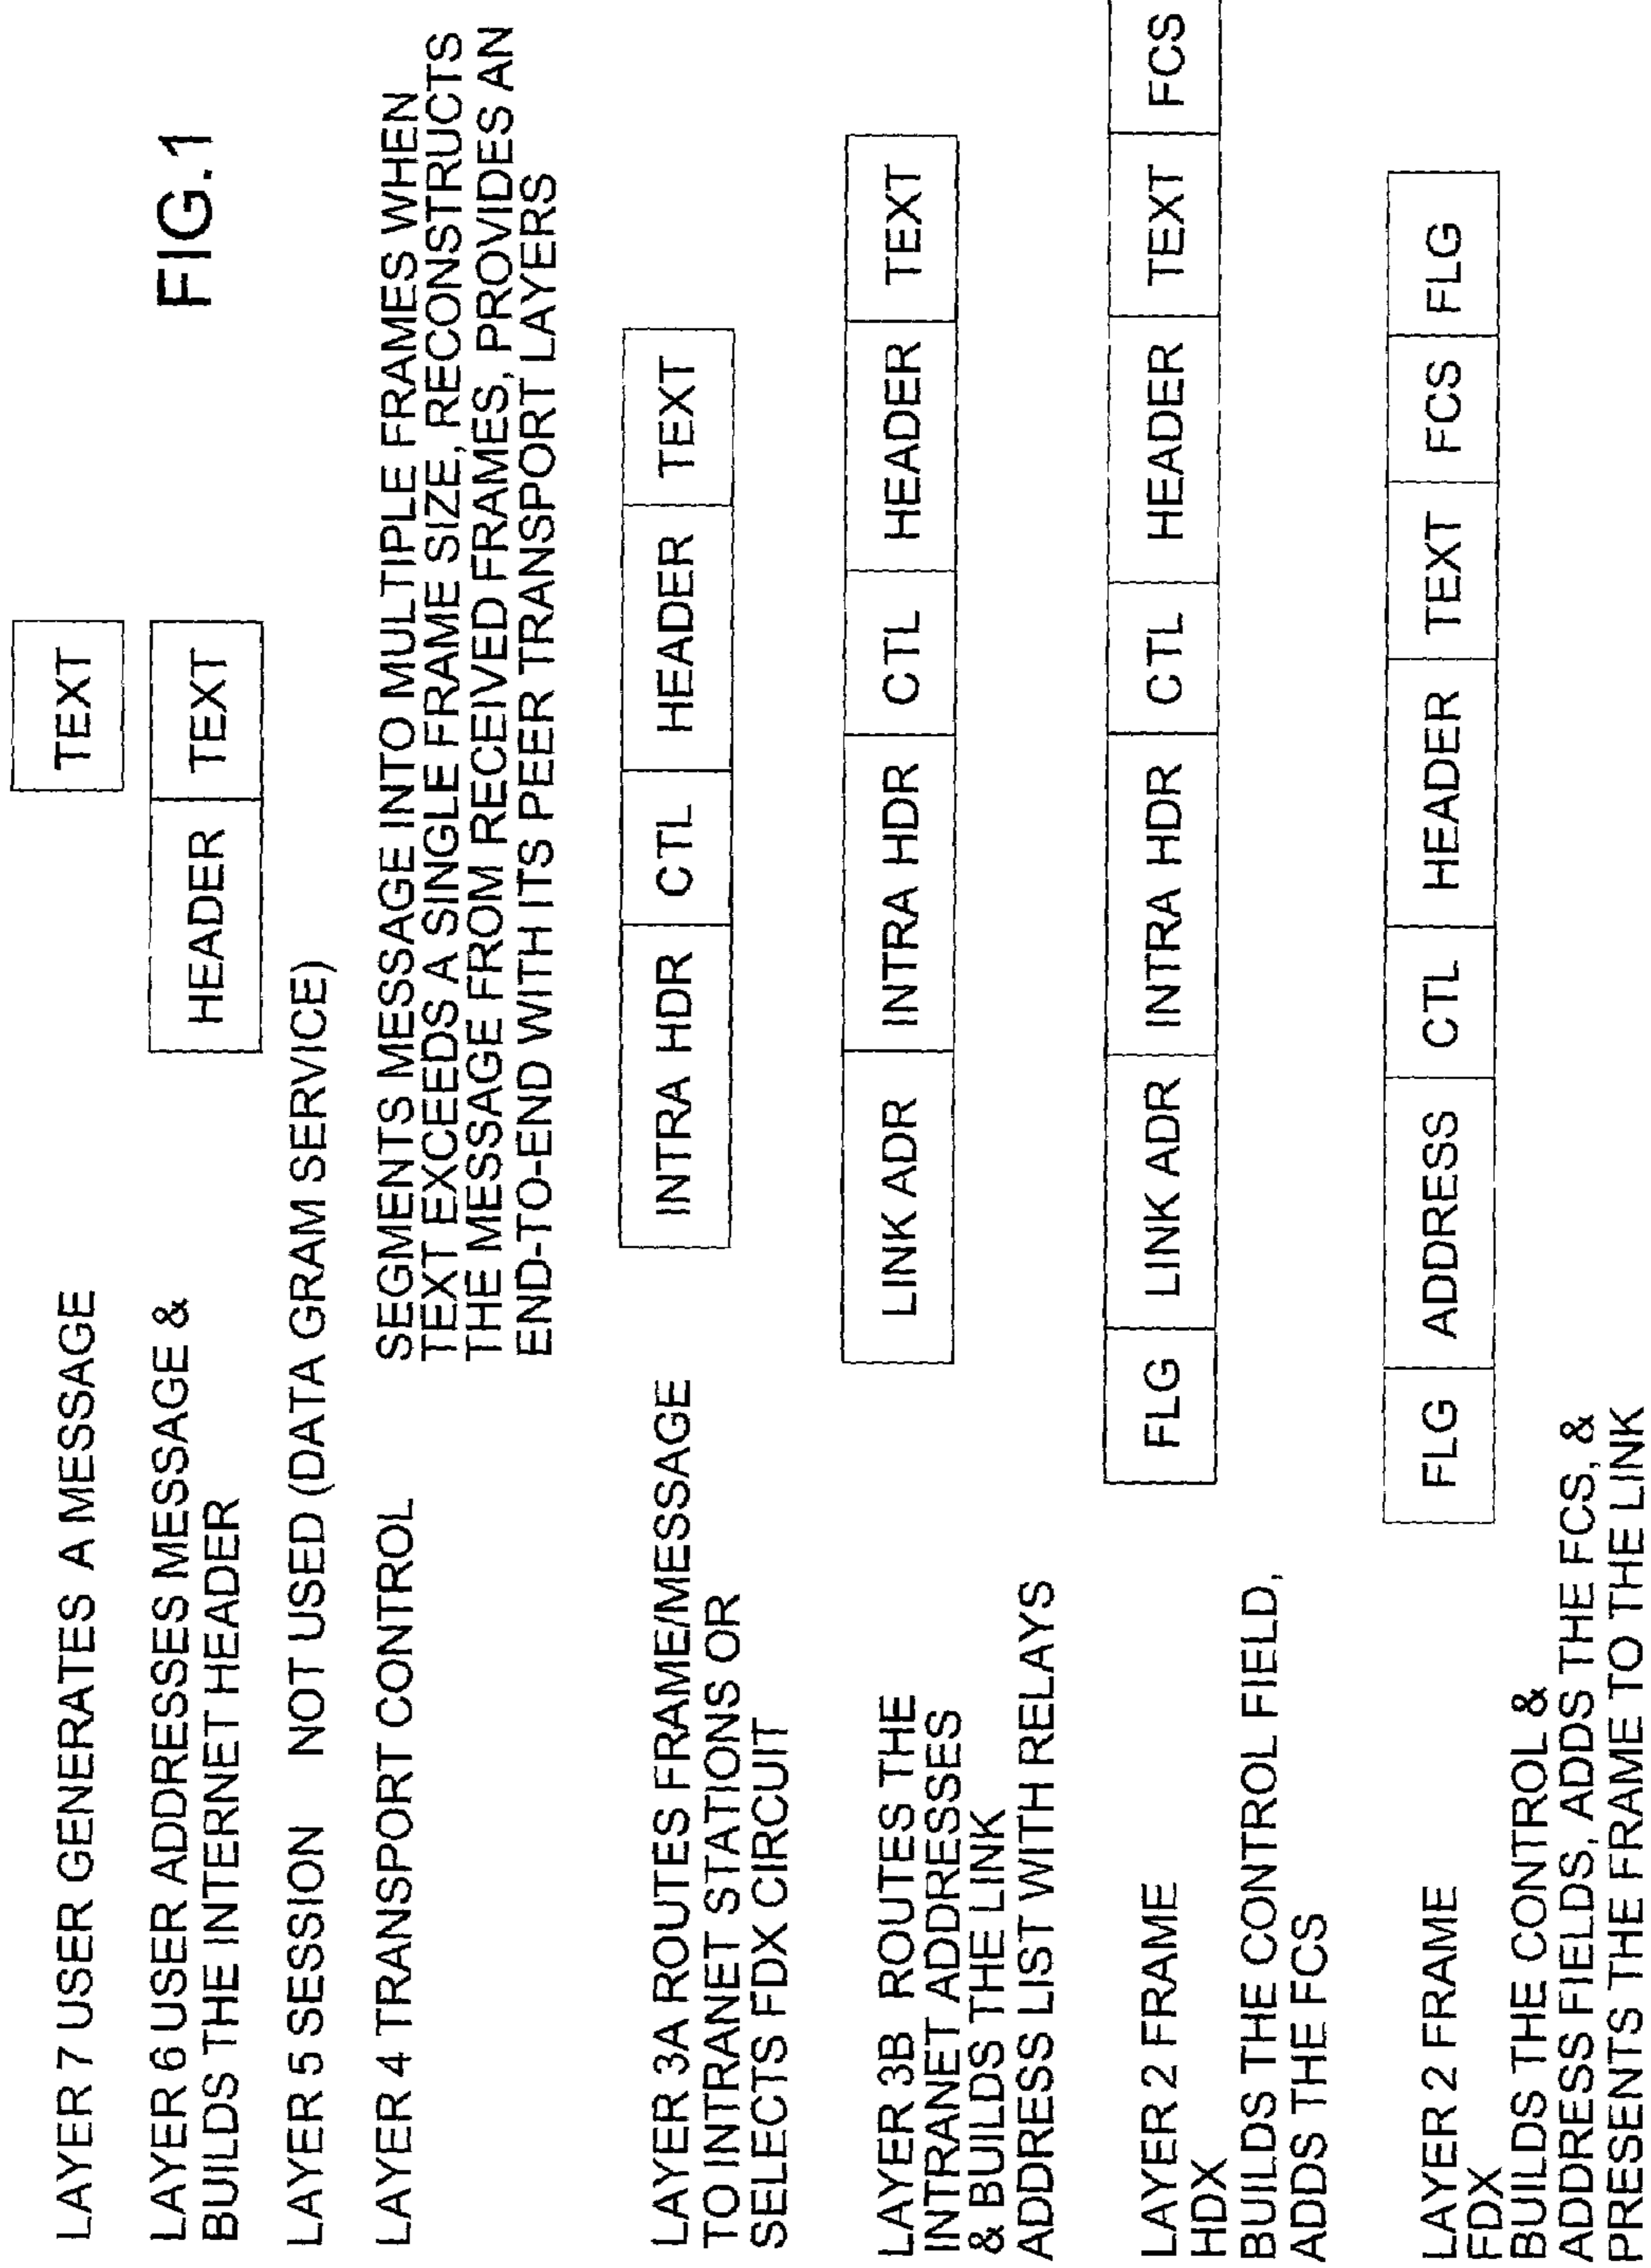 FIG.1
LAYER 7 USER GENERATES A MESSAGE
TEXT
LAYER 6 USER ADDRESSES MESSAGE &
BUILDS THE INTERNET HEADER
HEADER TEXT
LAYER 5 SESSION NOT USED (DATA GRAM SERVICE)
LAYER 4 TRANSPORT CONTROL
SEGMENTS MESSAGE INTO MULTIPLE FRAMES WHEN
TEXT EXCEEDS A SINGLE FRAME SIZE, RECONSTRUCTS
THE MESSAGE FROM RECEIVED FRAMES, PROVIDES AN
END-TO-END WITH ITS PEER TRANSPORT LAYERS
LAYER 3A ROUTES FRAME/MESSAGE
TO INTRANET STATIONS OR
SELECTS FDX CIRCUIT
INTRA HDR CTL HEADER TEXT
LAYER 3B ROUTES THE
INTRANET ADDRESSES
& BUILDS THE LINK
ADDRESS LIST WITH RELAYS
LINK ADR INTRA HDR CTL HEADER TEXT
LAYER 2 FRAME
HDX
BUILDS THE CONTROL FIELD,
ADDS THE FCS
FLG LINK ADR INTRA HDR CTL HEADER TEXT FCS
LAYER 2 FRAME
FDX
BUILDS THE CONTROL &
ADDRESS FIELDS, ADDS THE FCS, &
PRESENTS THE FRAME TO THE LINK
FLG ADDRESS CTL HEADER TEXT FCS FLG